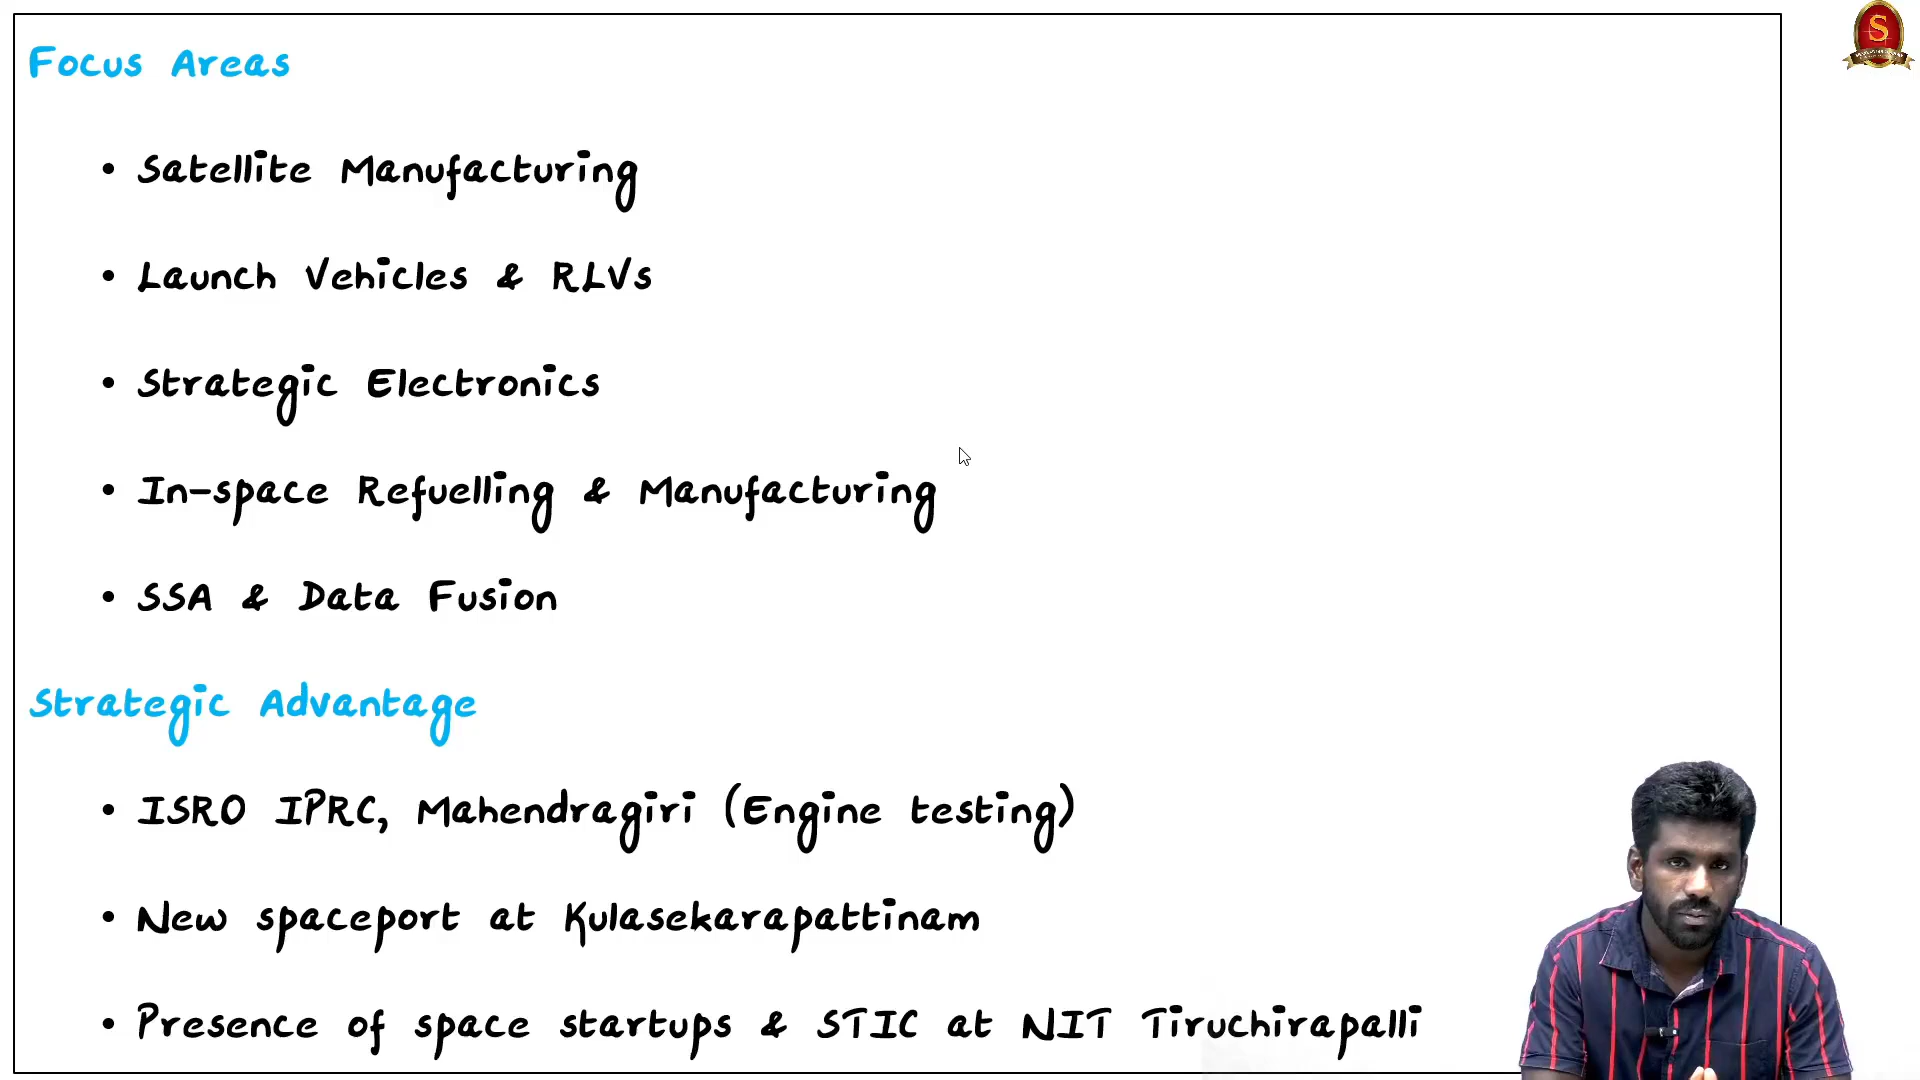 Focus Areas
• Satellite Manufacturing
• Launch Vehicles & RLVs
• Strategic Electronics
• In-space Refuelling & Manufacturing
• SSA & Data Fusion
Strategic Advantage
• ISRO IPRC, Mahendragiri (Engine testing)
• New spaceport at Kulasekarapattinam
• Presence of space startups & STIC at NIT Tiruchirapalli
S